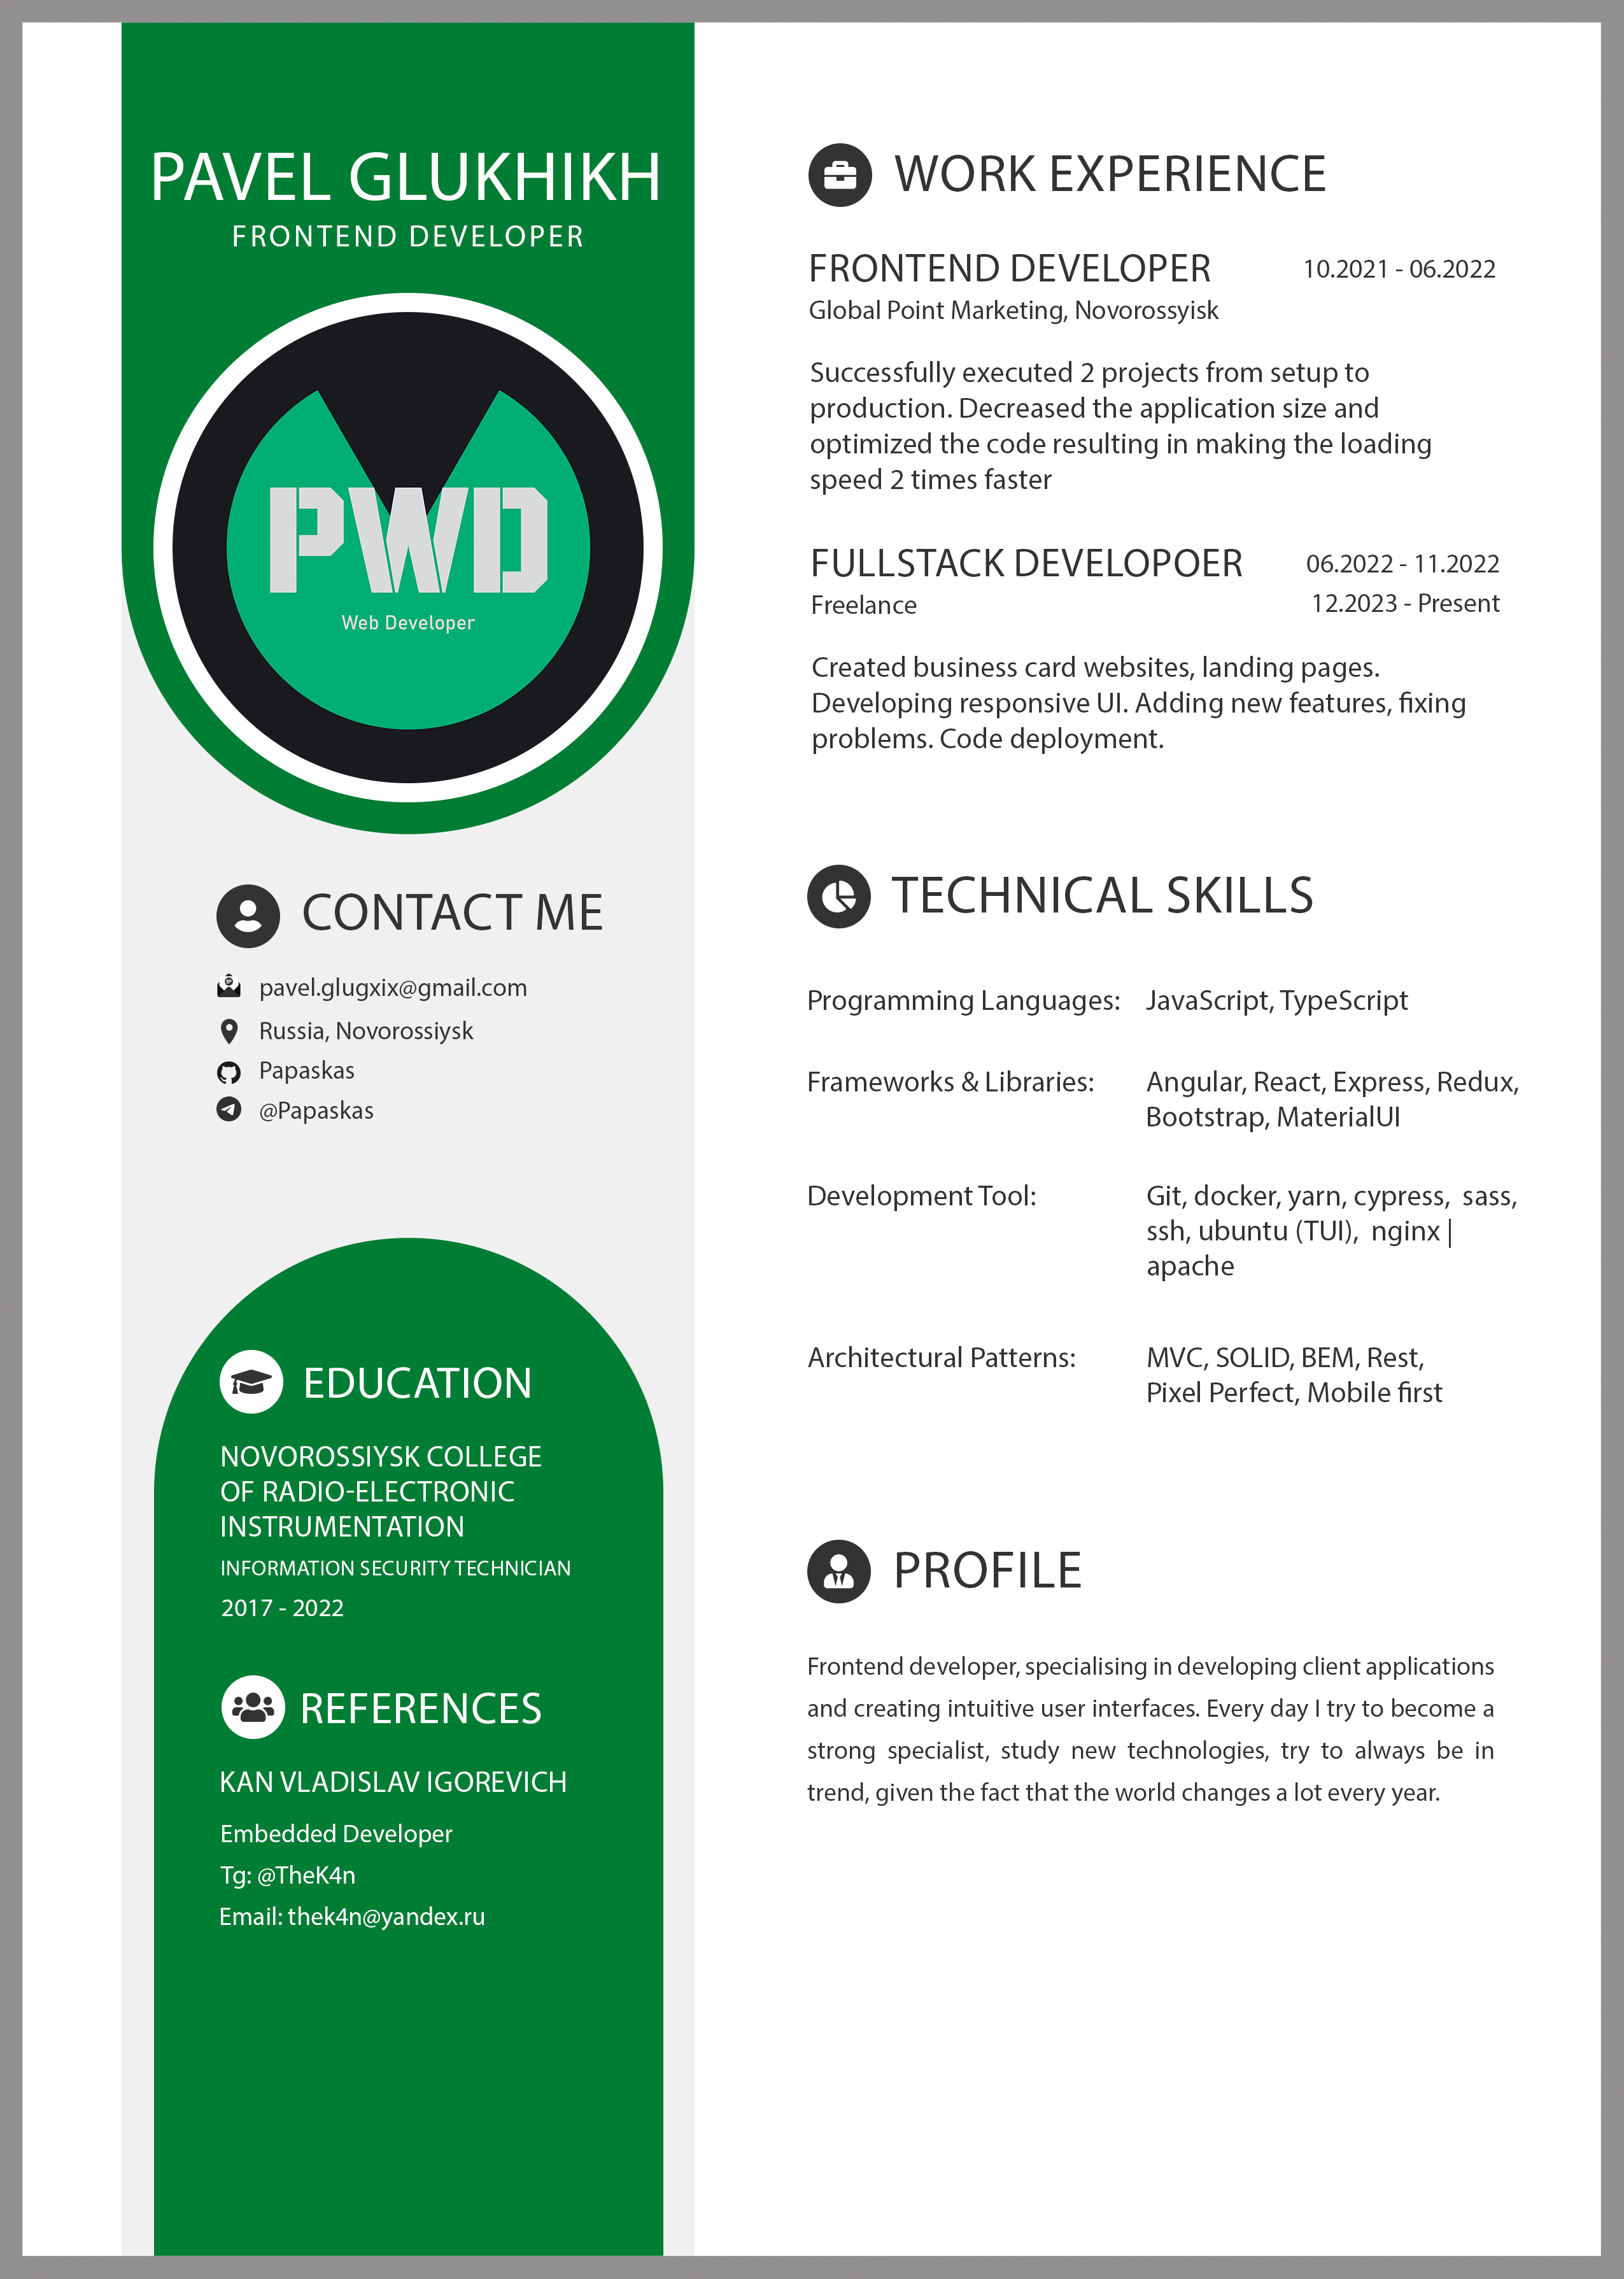 PAVEL GLUKHIKH
FRONTEND DEVELOPER
PWD
Web Developer
CONTACT ME
pavel.glugxix@gmail.com
Russia, Novorossiysk
Papaskas
@Papaskas
EDUCATION
NOVOROSSIYSK COLLEGE
OF RADIO-ELECTRONIC
INSTRUMENTATION
INFORMATION SECURITY TECHNICIAN
2017 - 2022
REFERENCES
KAN VLADISLAV IGOREVICH
Embedded Developer
Tg: @TheK4n
Email: thek4n@yandex.ru
WORK EXPERIENCE
FRONTEND DEVELOPER 10.2021 - 06.2022
Global Point Marketing, Novorossyisk
Successfully executed 2 projects from setup to
production. Decreased the application size and
optimized the code resulting in making the loading
speed 2 times faster
FULLSTACK DEVELOPOER 06.2022 - 11.2022
Freelance 12.2023 - Present
Created business card websites, landing pages.
Developing responsive UI. Adding new features, fixing
problems. Code deployment.
TECHNICAL SKILLS
Programming Languages: JavaScript, TypeScript
Frameworks & Libraries: Angular, React, Express, Redux,
Bootstrap, MaterialUI
Development Tool: Git, docker, yarn, cypress, sass,
ssh, ubuntu (TUI), nginx |
apache
Architectural Patterns: MVC, SOLID, BEM, Rest,
Pixel Perfect, Mobile first
PROFILE
Frontend developer, specialising in developing client applications
and creating intuitive user interfaces. Every day I try to become a
strong specialist, study new technologies, try to always be in
trend, given the fact that the world changes a lot every year.